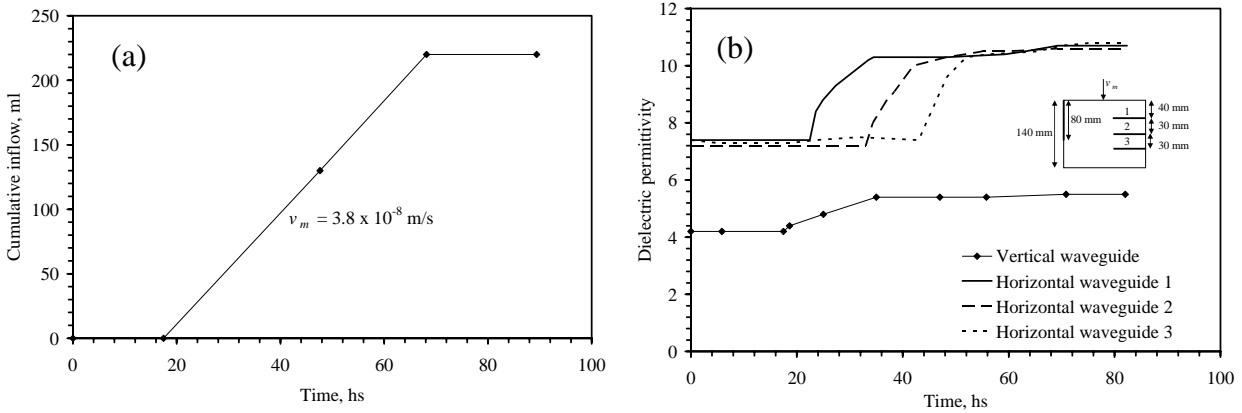 (a)
Cumulative inflow, ml
250
200
150
100
50
0
v_m = 3.8 x 10^-8 m/s
0 20 40 60 80 100
Time, hs
(b)
Dielectric permittivity
12
10
8
6
4
2
0
v_m
140 mm
80 mm
1
2
3
40 mm
30 mm
30 mm
Vertical waveguide
Horizontal waveguide 1
Horizontal waveguide 2
Horizontal waveguide 3
0 20 40 60 80 100
Time, hs